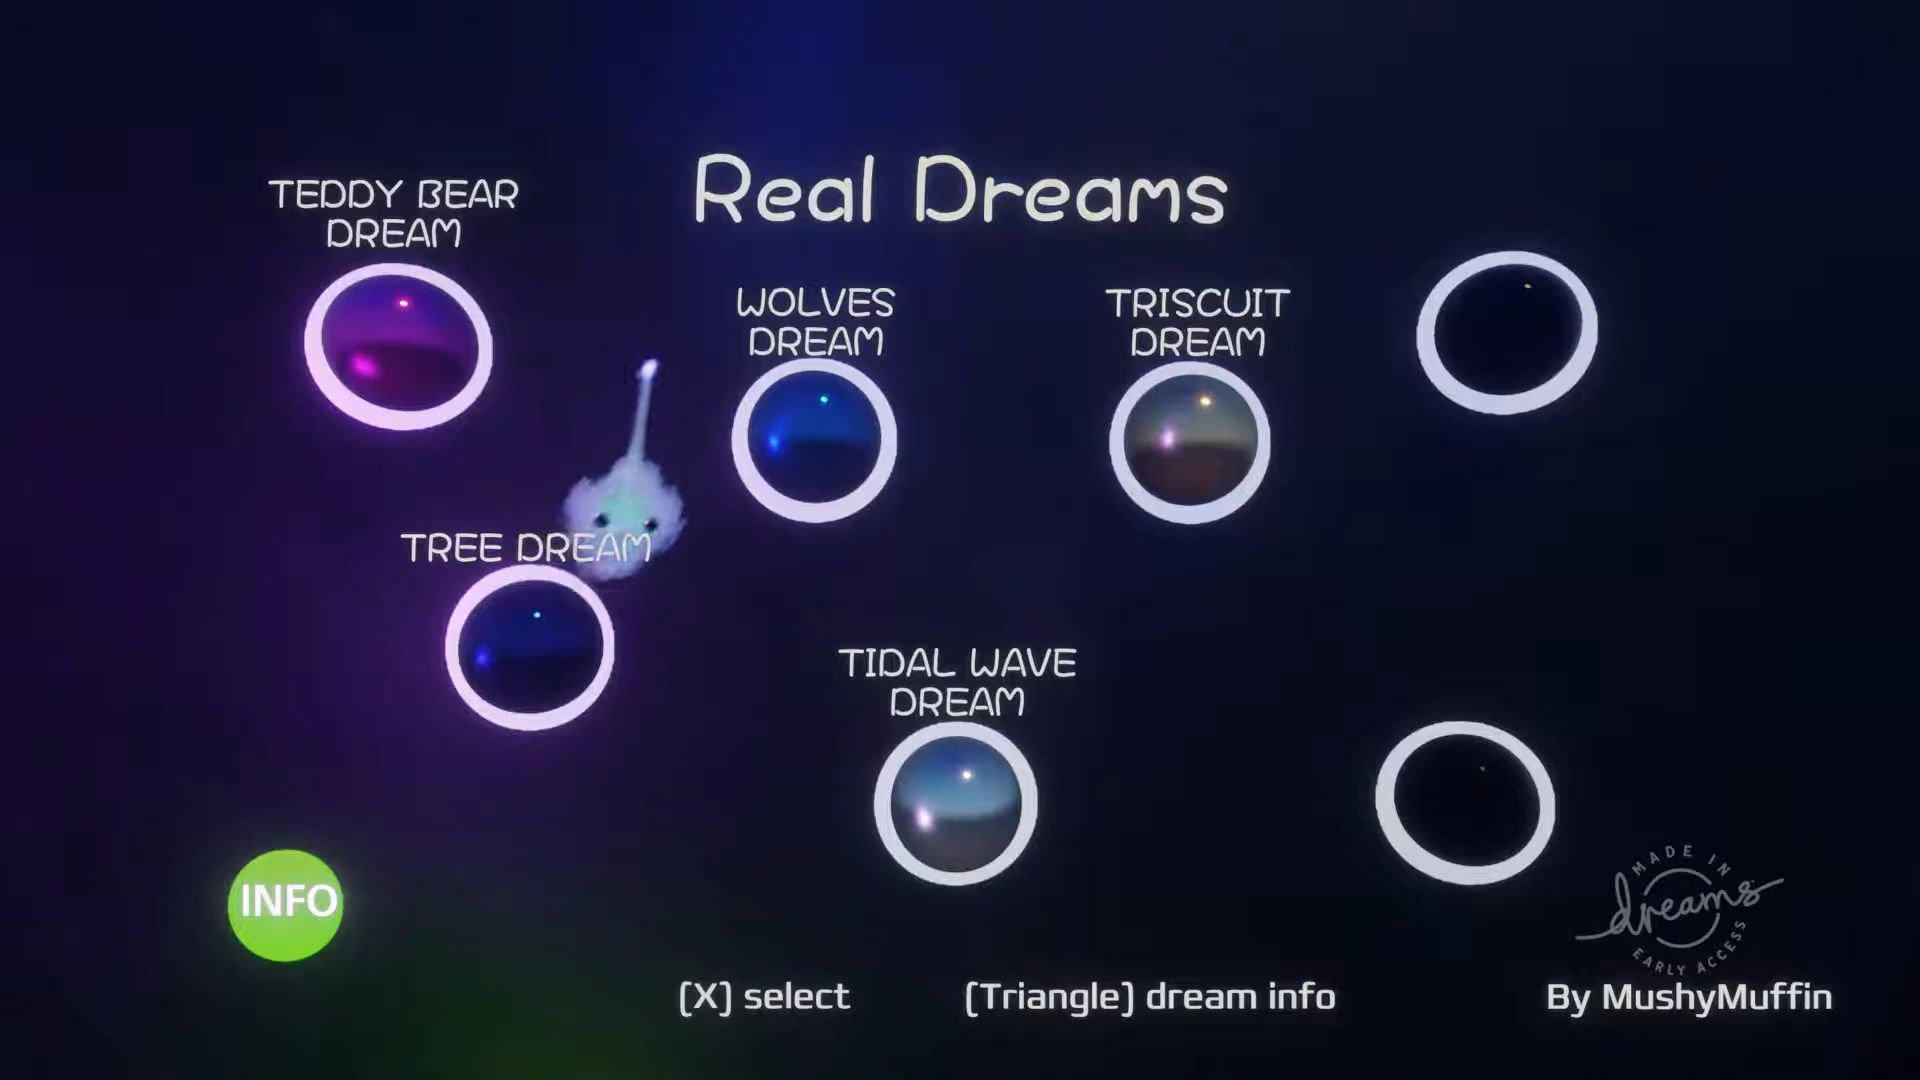 Real Dreams
TEDDY BEAR
DREAM
WOLVES
DREAM
TRISCUIT
DREAM
TREE DREAM
TIDAL WAVE
DREAM
INFO
MADE IN
dreams
EARLY ACCESS
(X) select
(Triangle) dream info
By MushyMuffin